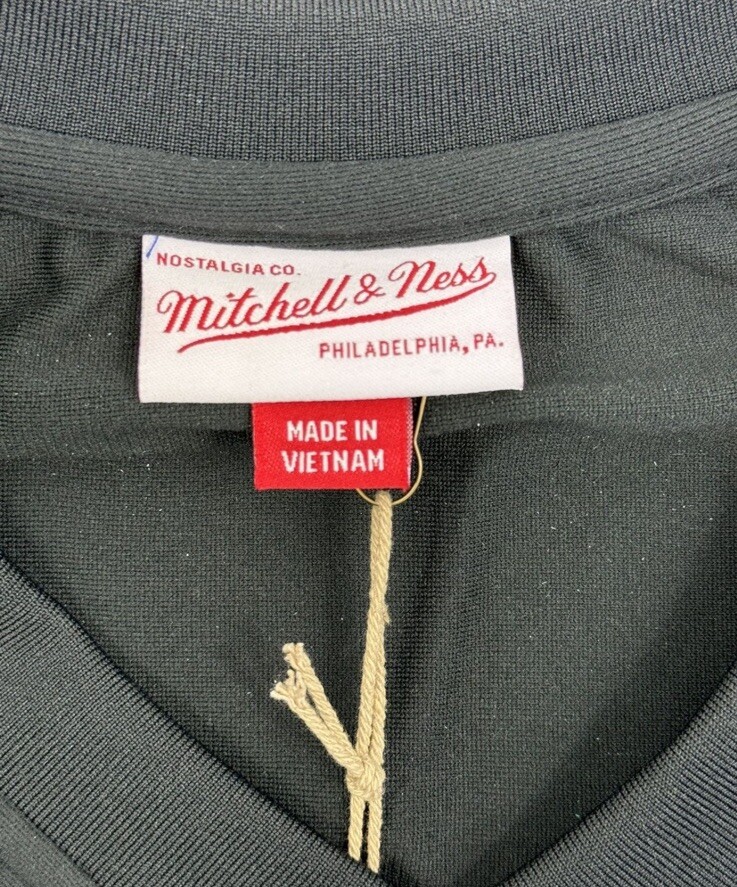 NOSTALGIA CO.
Mitchell & Ness
PHILADELPHIA, PA.
MADE IN
VIETNAM